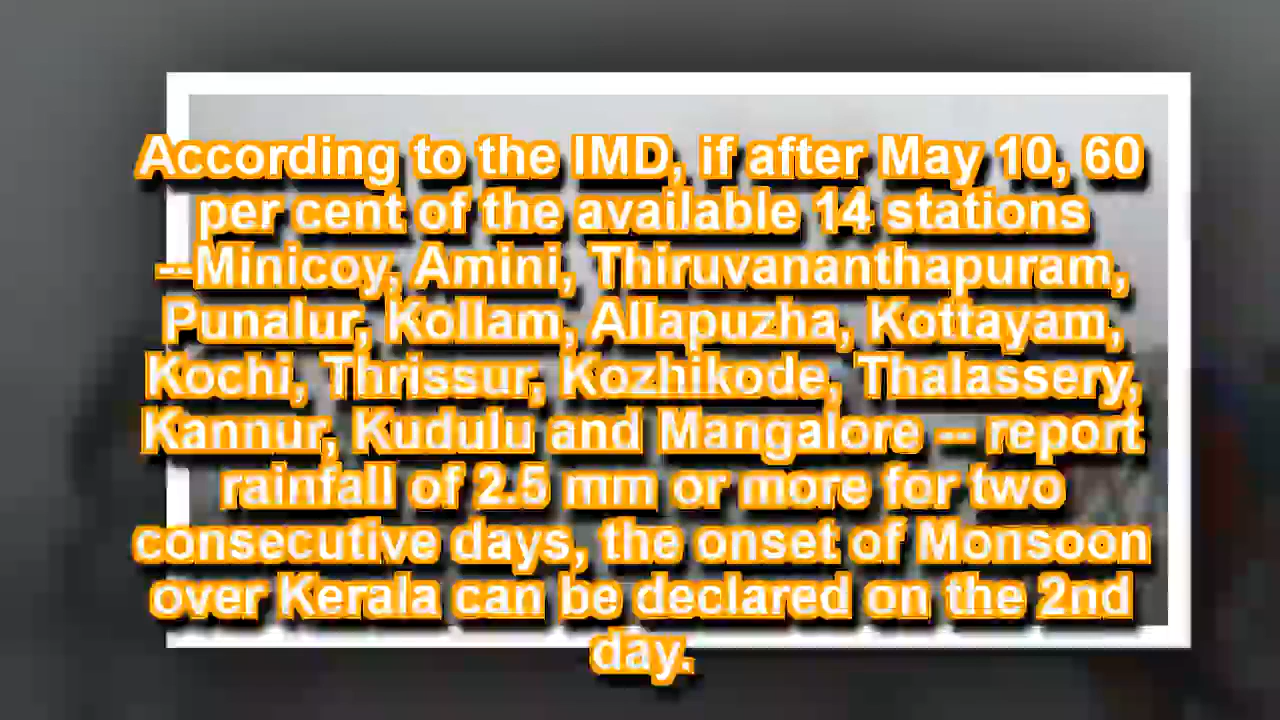 According to the IMD, if after May 10, 60
per cent of the available 14 stations
--Minicoy, Amini, Thiruvananthapuram,
Punalur, Kollam, Allapuzha, Kottayam,
Kochi, Thrissur, Kozhikode, Thalassery,
Kannur, Kudulu and Mangalore -- report
rainfall of 2.5 mm or more for two
consecutive days, the onset of Monsoon
over Kerala can be declared on the 2nd
day.